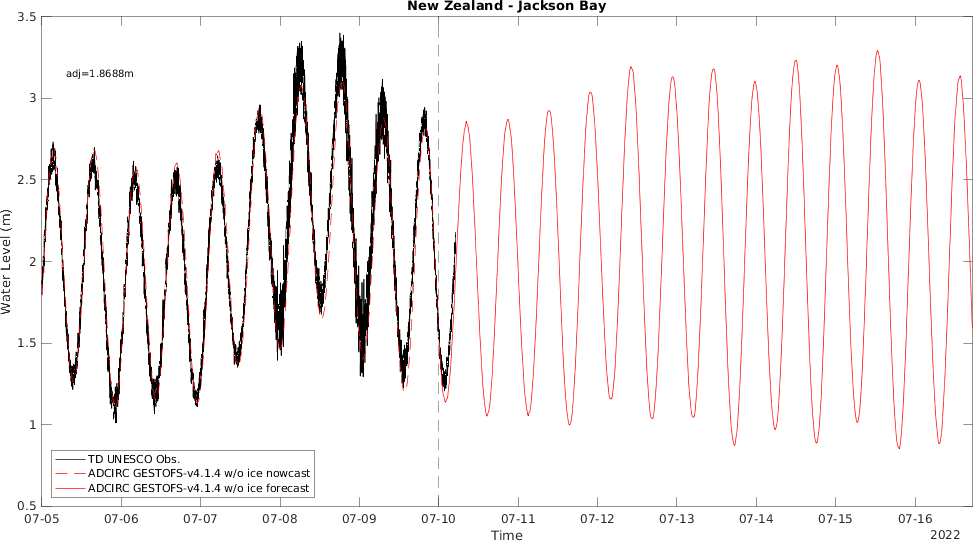 New Zealand - Jackson Bay
adj=1.8688m
3.5
3
2.5
2
1.5
1
0.5
Water Level (m)
TD UNESCO Obs.
ADCIRC GESTOFS-v4.1.4 w/o ice nowcast
ADCIRC GESTOFS-v4.1.4 w/o ice forecast
07-05 07-06 07-07 07-08 07-09 07-10 07-11 07-12 07-13 07-14 07-15 07-16
Time
2022